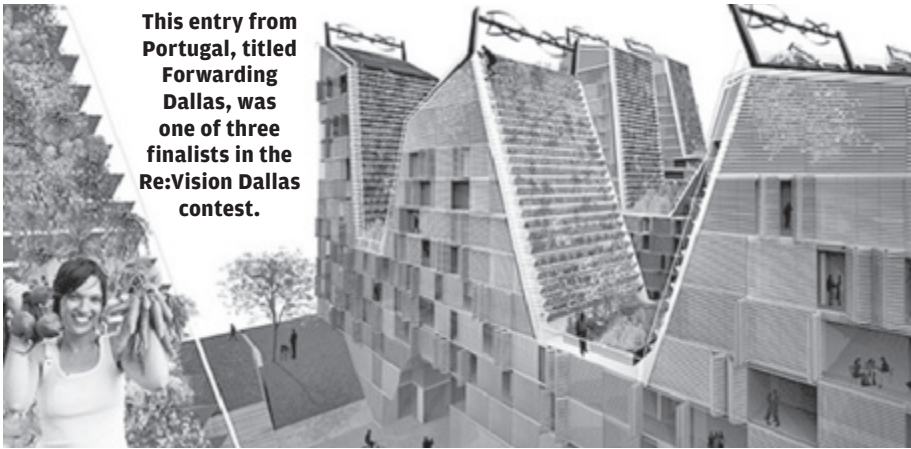 This entry from
Portugal, titled
Forwarding
Dallas, was
one of three
finalists in the
Re:Vision Dallas
contest.